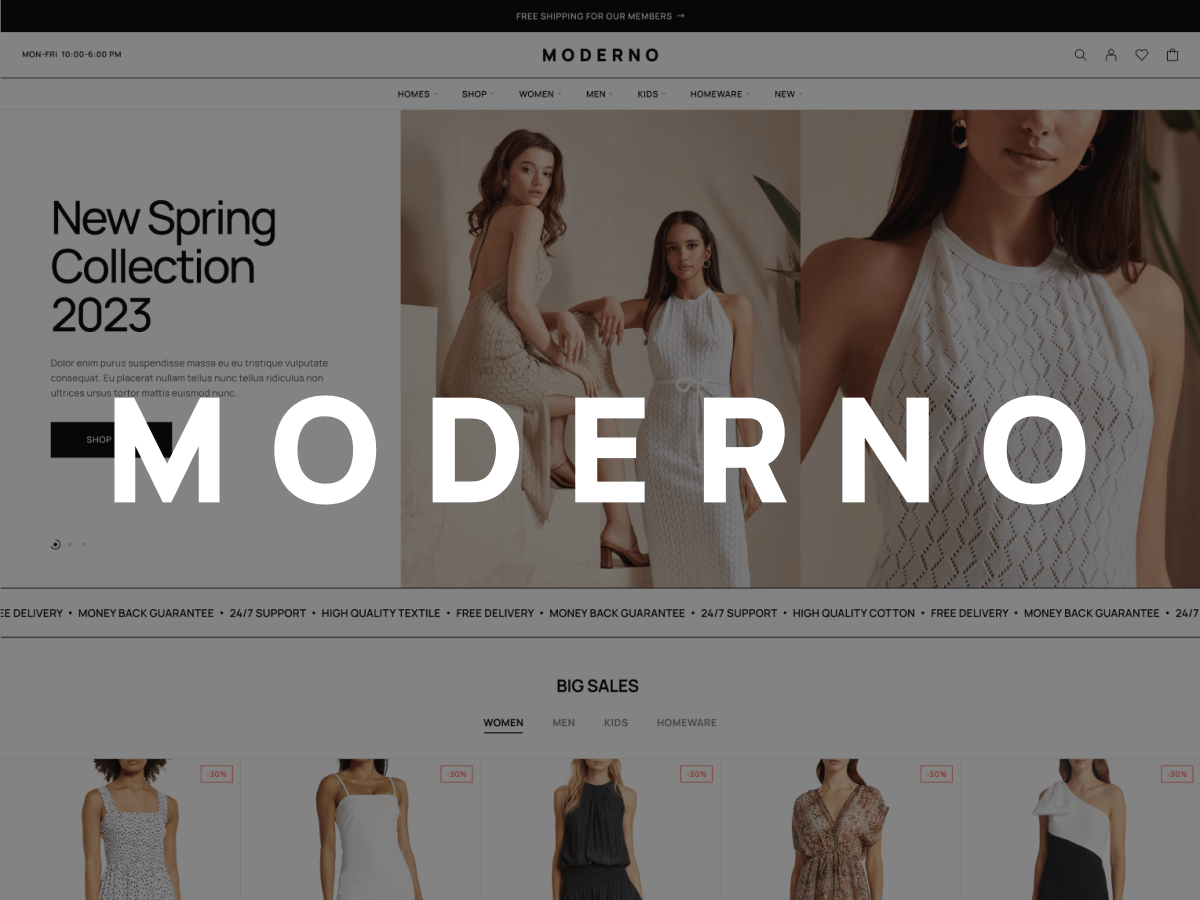 FREE SHIPPING FOR OUR MEMBERS →
MON-FRI 10:00-6:00 PM
MODERNO
HOMES SHOP WOMEN MEN KIDS HOMEWARE NEW
New Spring
Collection
2023
Dolor enim purus suspendisse massa eu eu tristique vulputate
consequat. Eu placerat nullam tellus nunc tellus ridiculus non
ultrices ursus tortor mattis euismod nunc.
SHOP
MODERNO
DELIVERY • MONEY BACK GUARANTEE • 24/7 SUPPORT • HIGH QUALITY TEXTILE • FREE DELIVERY • MONEY BACK GUARANTEE • 24/7 SUPPORT • HIGH QUALITY COTTON • FREE DELIVERY • MONEY BACK GUARANTEE • 24/7
BIG SALES
WOMEN MEN KIDS HOMEWARE
-30% -30% -30% -30% -30%